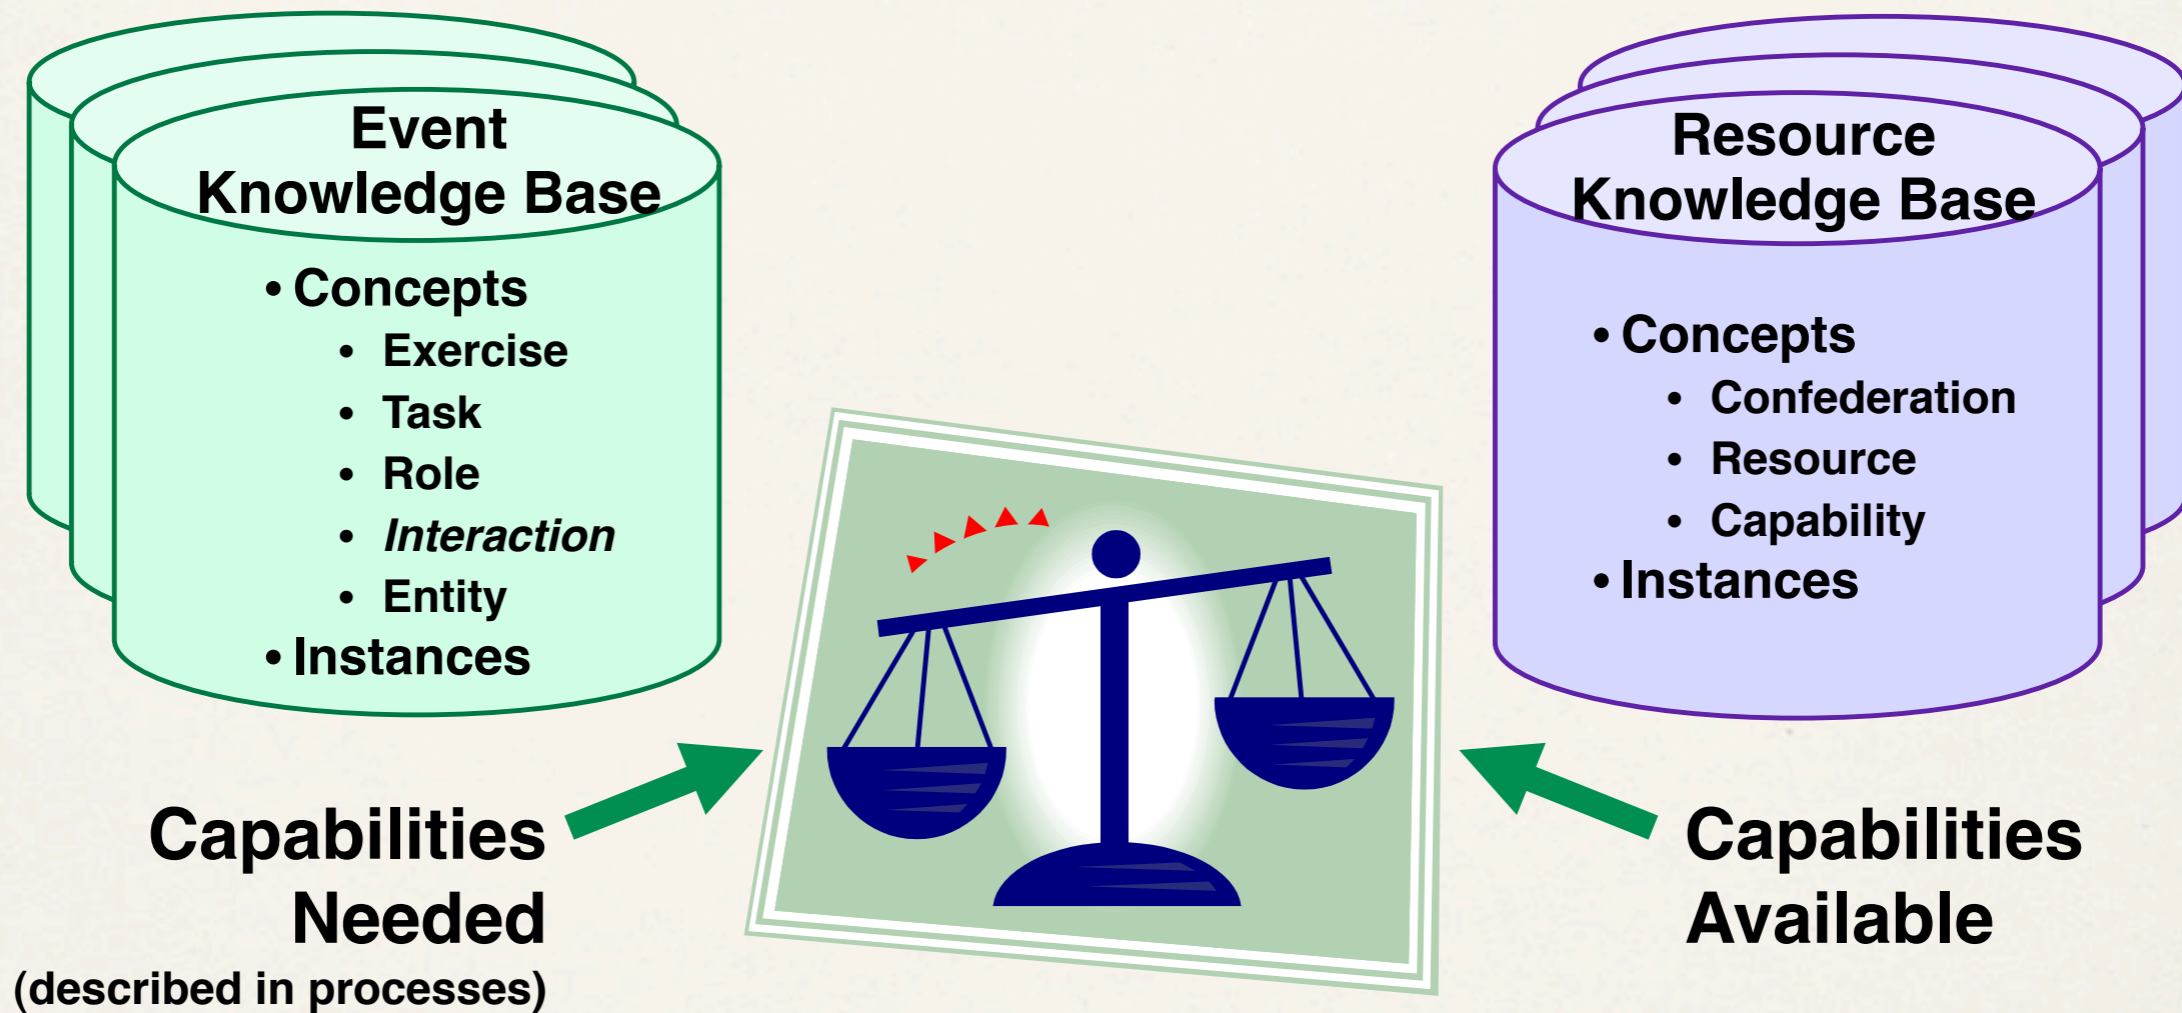 Event
Knowledge Base
• Concepts
• Exercise
• Task
• Role
• Interaction
• Entity
• Instances
Resource
Knowledge Base
• Concepts
• Confederation
• Resource
• Capability
• Instances
Capabilities
Needed
(described in processes)
Capabilities
Available